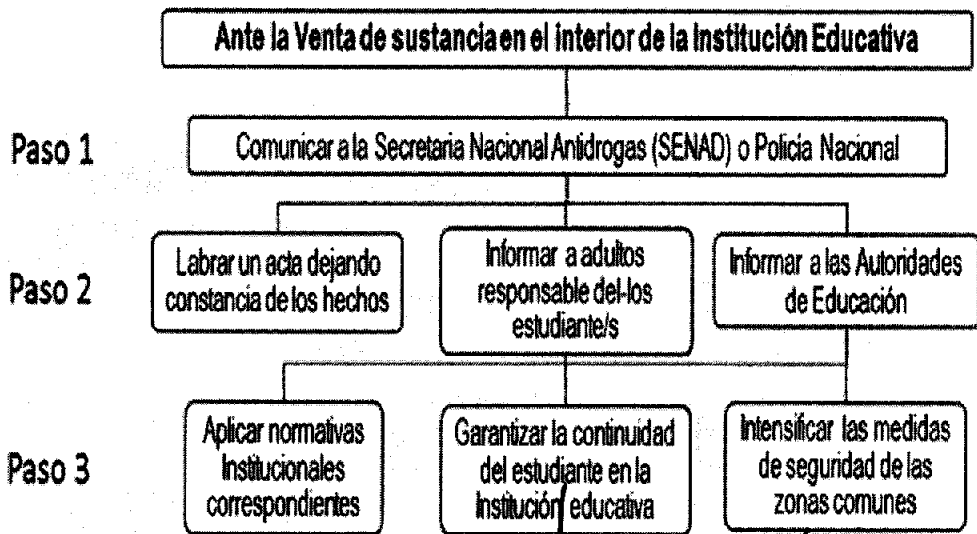 Ante la Venta de sustancia en el interior de la Institución Educativa
Paso 1
Comunicar a la Secretaria Nacional Antidrogas (SENAD) o Policía Nacional
Paso 2
Labrar un acta dejando
constancia de los hechos
Informar a adultos
responsable del-los
estudiante/s
Informar a las Autoridades
de Educación
Paso 3
Aplicar normativas
Institucionales
correspondientes
Garantizar la continuidad
del estudiante en la
Institución educativa
Intensificar las medidas
de seguridad de las
zonas comunes